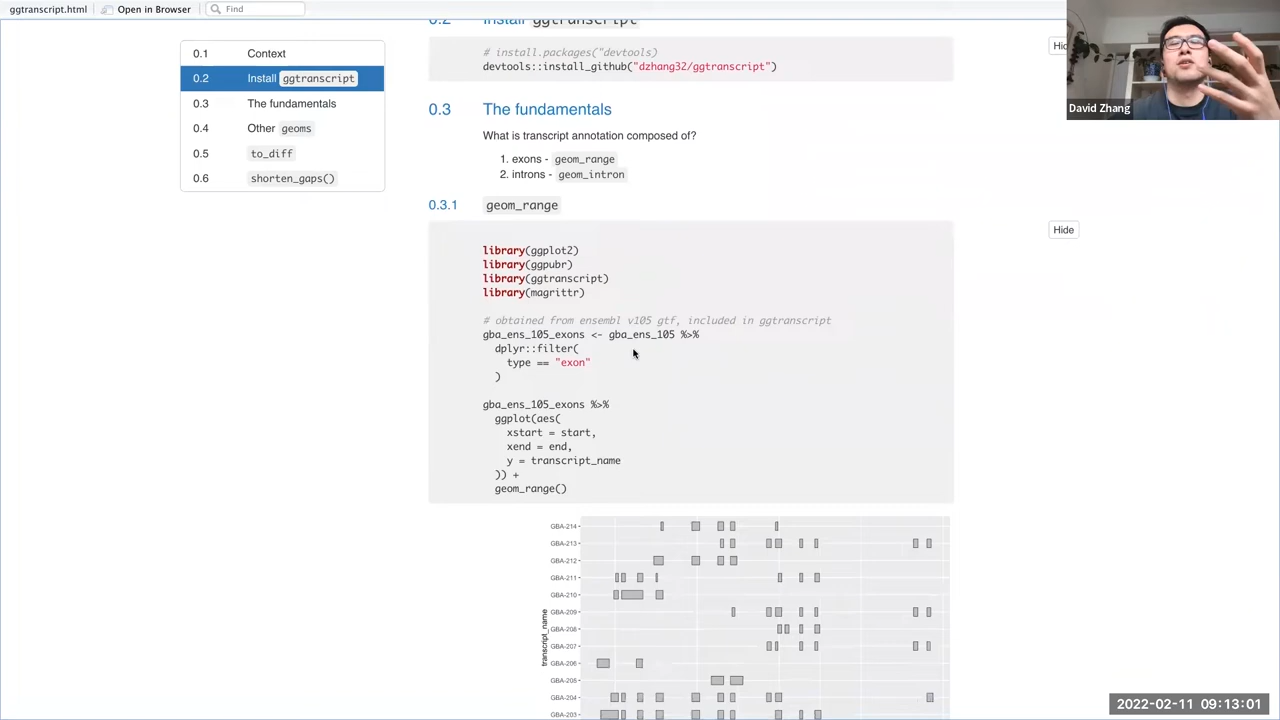 ggtranscript.html
Open in Browser
Find
0.1 Context
0.2 Install ggtranscript
0.3 The fundamentals
0.4 Other geoms
0.5 to_diff
0.6 shorten_gaps()
0.2 Install ggtranscript
Hid
# install.packages("devtools)
devtools::install_github("dzhang32/ggtranscript")
David Zhang
0.3 The fundamentals
What is transcript annotation composed of?
1. exons - geom_range
2. introns - geom_intron
0.3.1 geom_range
Hide
library(ggplot2)
library(ggpubr)
library(ggtranscript)
library(magrittr)
# obtained from ensembl v105 gtf, included in ggtranscript
gba_ens_105_exons <- gba_ens_105 %>%
dplyr::filter(
type == "exon"
)
gba_ens_105_exons %>%
ggplot(aes(
xstart = start,
xend = end,
y = transcript_name
)) +
geom_range()
GBA-214
GBA-213
GBA-212
GBA-211
GBA-210
GBA-209
GBA-208
GBA-207
GBA-206
GBA-205
GBA-204
GBA-203
transcript_name
2022-02-11 09:13:01